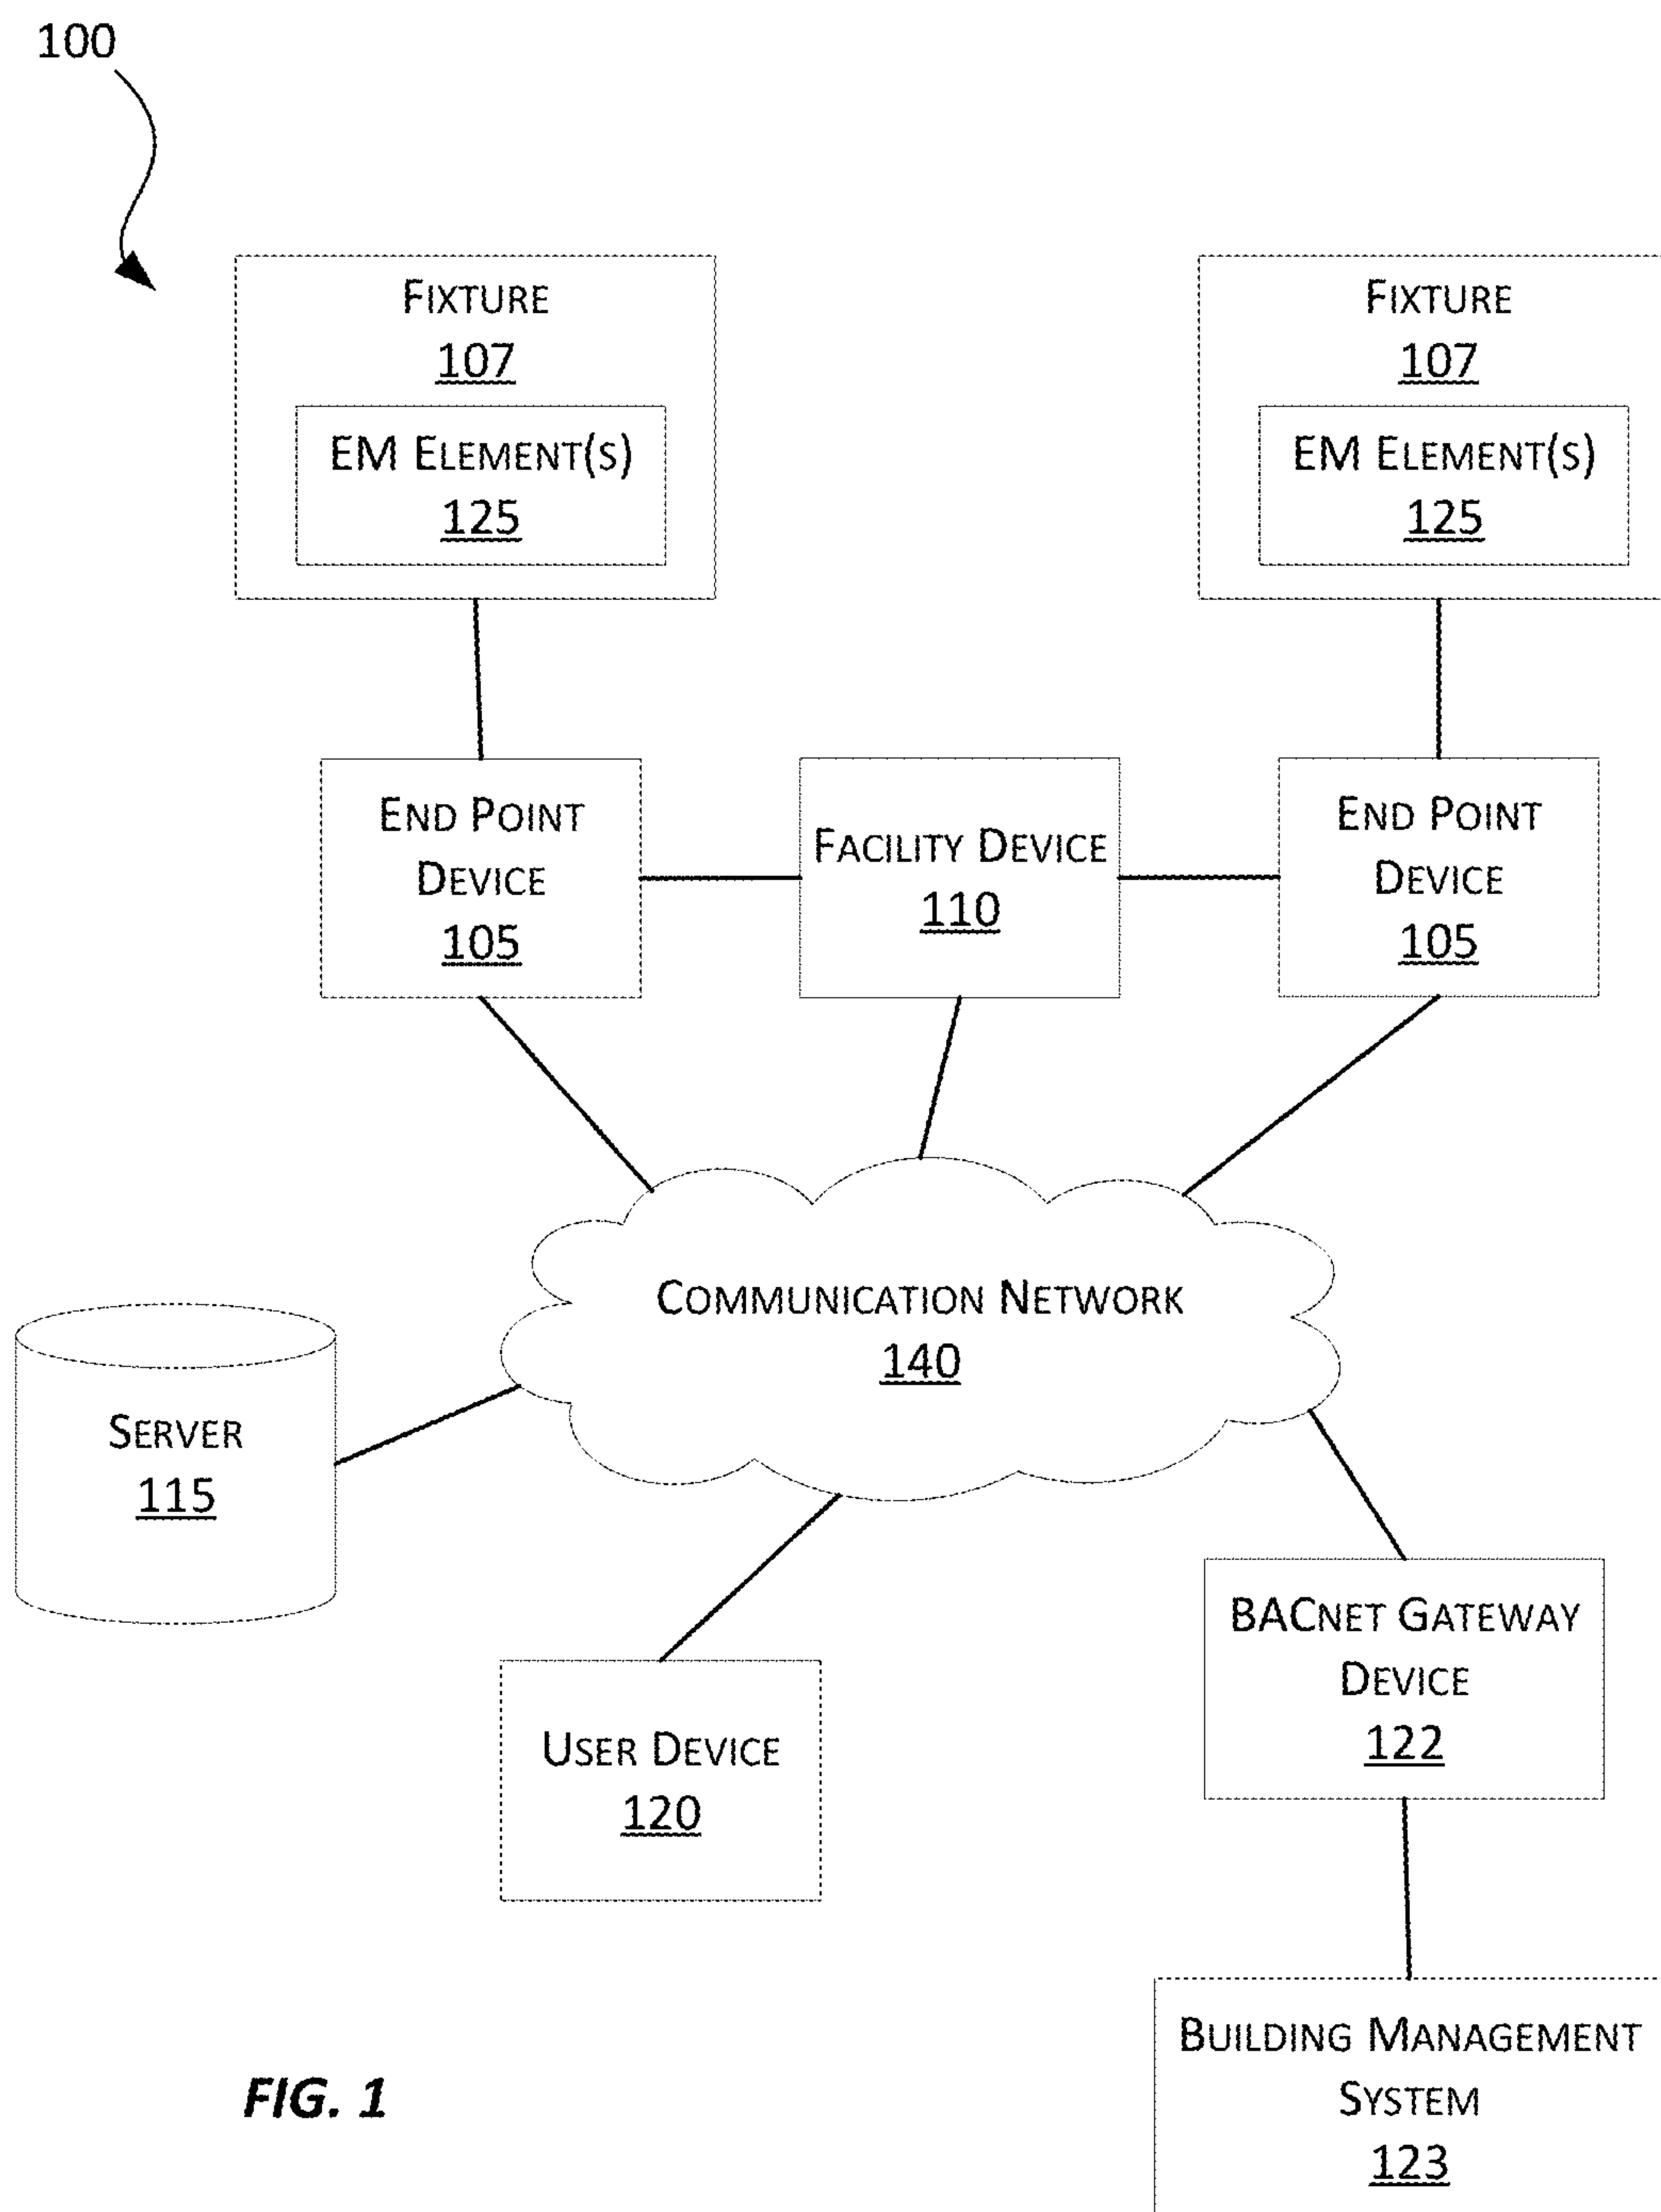 100
FIXTURE
107
EM ELEMENT(S)
125
FIXTURE
107
EM ELEMENT(S)
125
END POINT
DEVICE
105
FACILITY DEVICE
110
END POINT
DEVICE
105
COMMUNICATION NETWORK
140
SERVER
115
BACNET GATEWAY
DEVICE
122
USER DEVICE
120
BUILDING MANAGEMENT
SYSTEM
123
FIG. 1